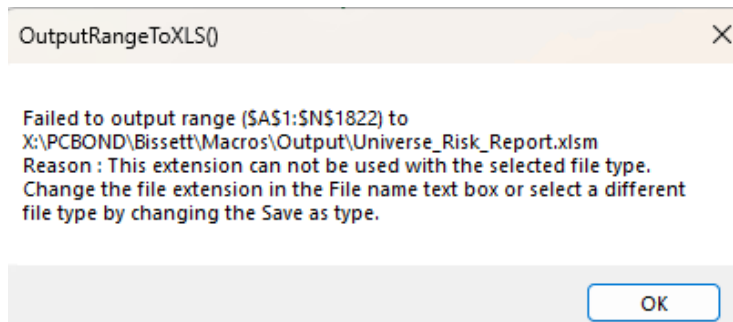 OutputRangeToXLS()
Failed to output range ($A$1:$N$1822) to
X:\PCBOND\Bissett\Macros\Output\Universe_Risk_Report.xlsm
Reason : This extension can not be used with the selected file type.
Change the file extension in the File name text box or select a different
file type by changing the Save as type.
OK